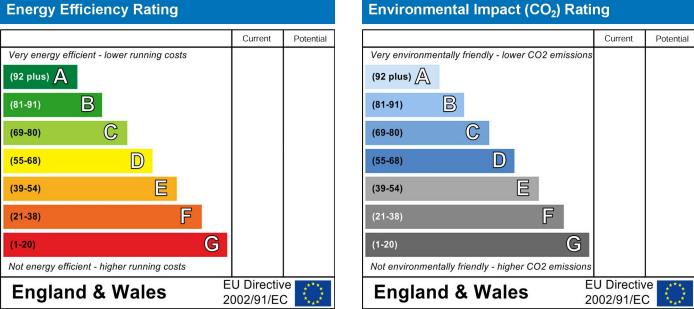 Energy Efficiency Rating
Current Potential
Very energy efficient - lower running costs
(92 plus) A
(81-91) B
(69-80) C
(55-68) D
(39-54) E
(21-38) F
(1-20) G
Not energy efficient - higher running costs
England & Wales
EU Directive
2002/91/EC
Environmental Impact (CO₂) Rating
Current Potential
Very environmentally friendly - lower CO2 emissions
(92 plus) A
(81-91) B
(69-80) C
(55-68) D
(39-54) E
(21-38) F
(1-20) G
Not environmentally friendly - higher CO2 emissions
England & Wales
EU Directive
2002/91/EC